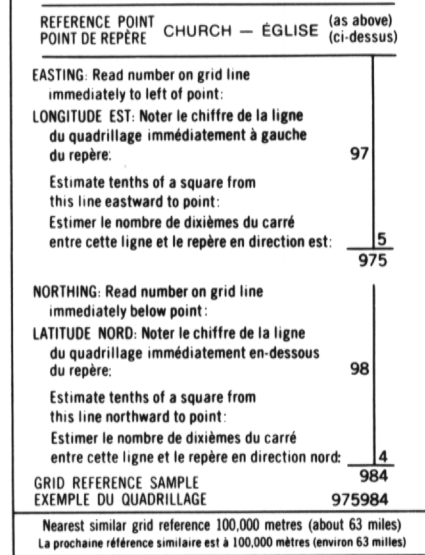 REFERENCE POINT CHURCH — ÉGLISE (as above)
POINT DE REPÈRE (ci-dessus)
EASTING: Read number on grid line
immediately to left of point:
LONGITUDE EST: Noter le chiffre de la ligne
du quadrillage immédiatement à gauche
du repère: 97
Estimate tenths of a square from
this line eastward to point:
Estimer le nombre de dixièmes du carré
entre cette ligne et le repère en direction est: 5
975
NORTHING: Read number on grid line
immediately below point:
LATITUDE NORD: Noter le chiffre de la ligne
du quadrillage immédiatement en-dessous
du repère: 98
Estimate tenths of a square from
this line northward to point:
Estimer le nombre de dixièmes du carré
entre cette ligne et le repère en direction nord: 4
984
GRID REFERENCE SAMPLE
EXEMPLE DU QUADRILLAGE 975984
Nearest similar grid reference 100,000 metres (about 63 miles)
La prochaine référence similaire est à 100,000 mètres (environ 63 milles)